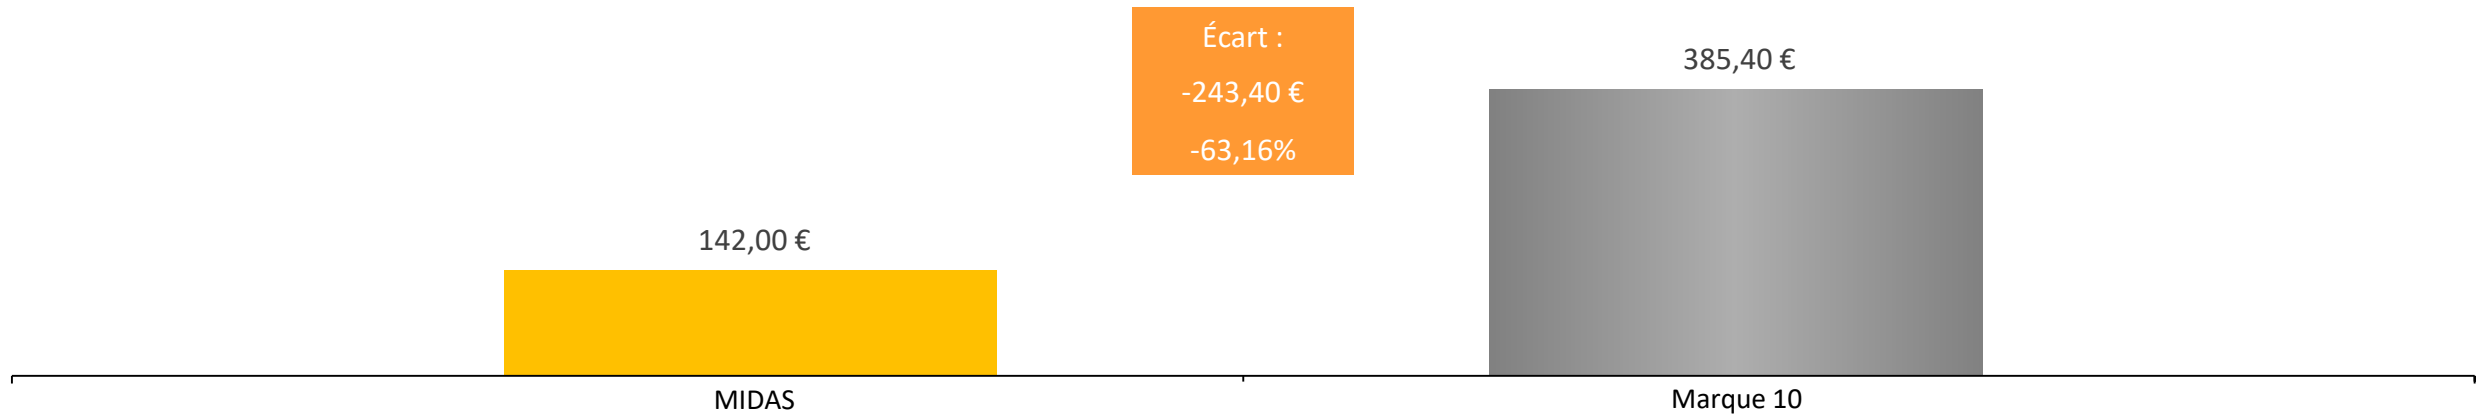 Écart :
-243,40 €
-63,16%
385,40 €
142,00 €
MIDAS
Marque 10